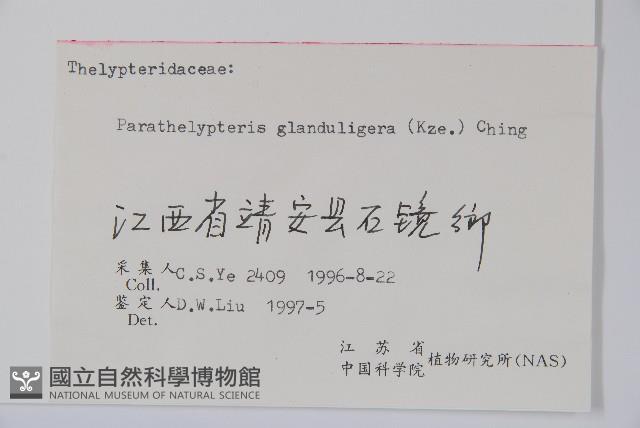 Thelypteridaceae:
Parathelypteris glanduligera (Kze.) Ching
江西省靖安县石镜乡
采集人 C.S.Ye 2409 1996-8-22
Coll.
鉴定人 D.W.Liu 1997-5
Det.
江苏省
中国科学院 植物研究所(NAS)
國立自然科學博物館
NATIONAL MUSEUM OF NATURAL SCIENCE